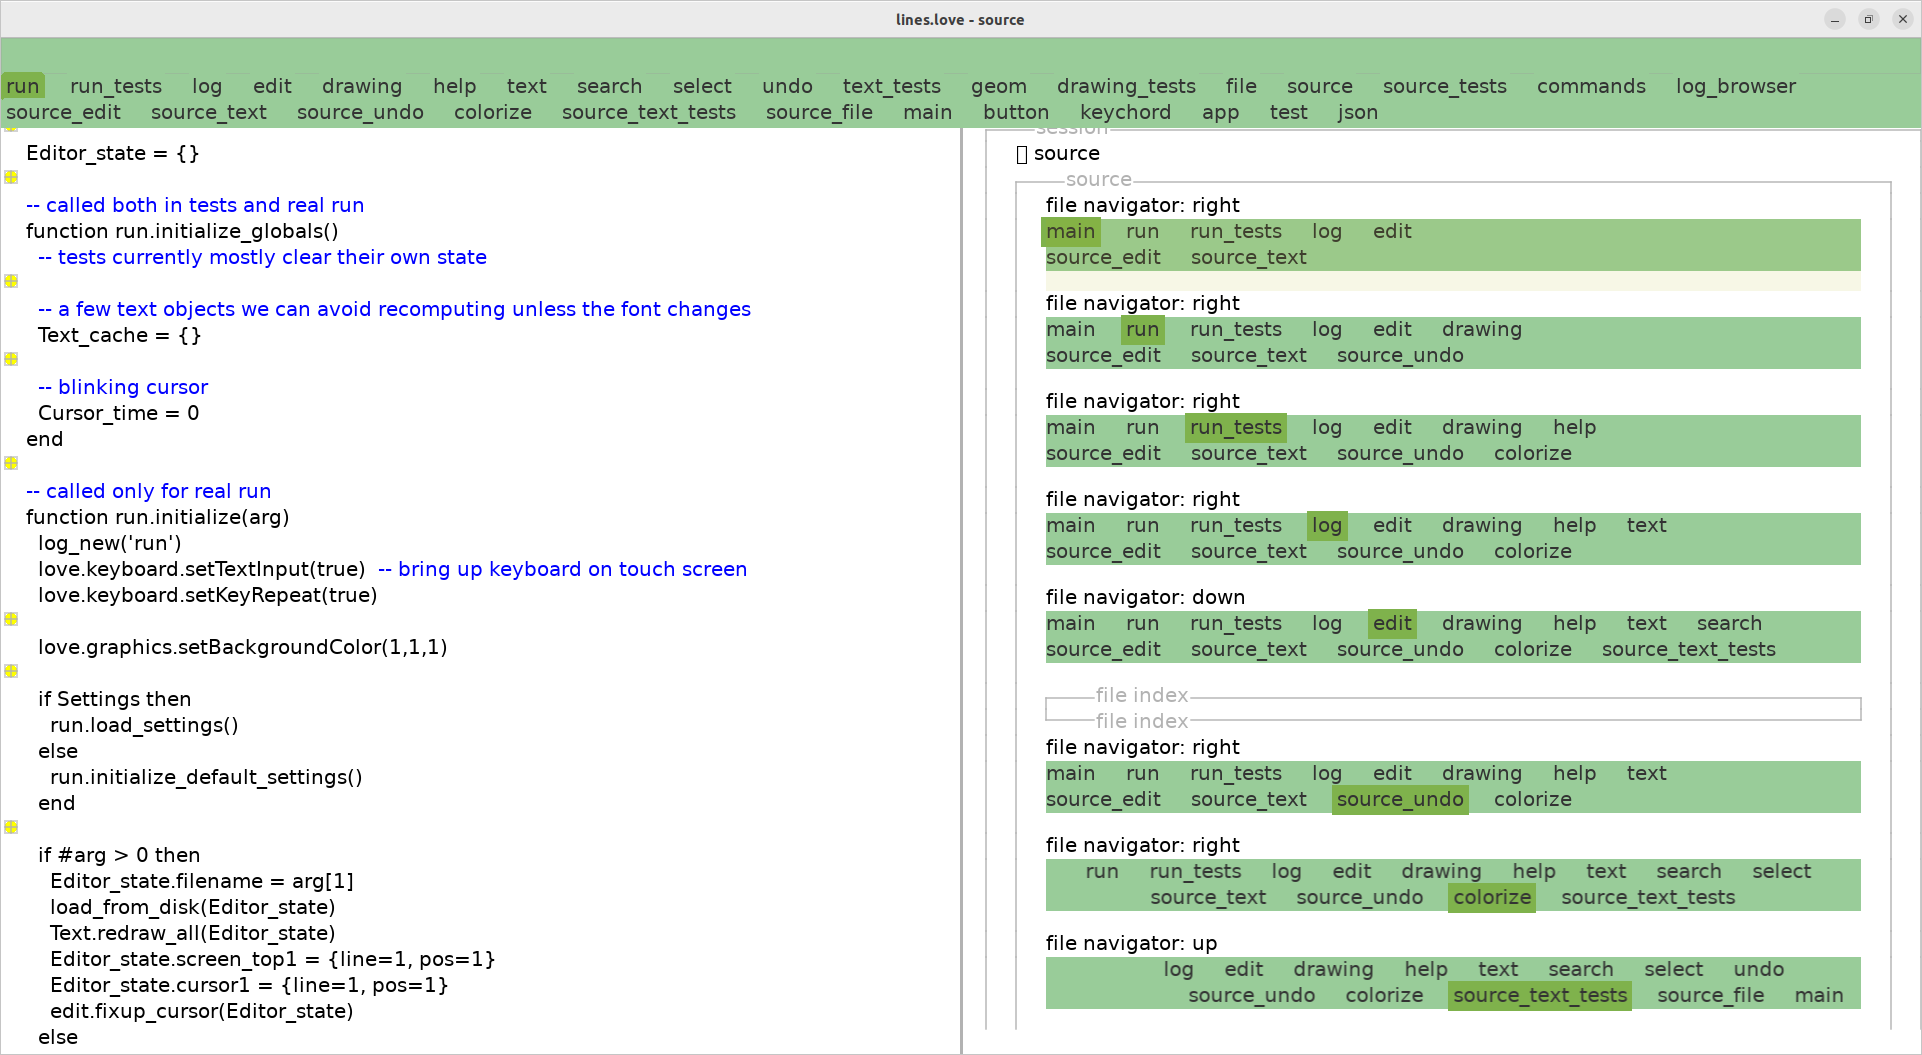 lines.love - source
run run_tests log edit drawing help text search select undo text_tests geom drawing_tests file source source_tests commands log_browser
source_edit source_text source_undo colorize source_text_tests source_file main button keychord app test json
Editor_state = {}
-- called both in tests and real run
function run.initialize_globals()
-- tests currently mostly clear their own state
-- a few text objects we can avoid recomputing unless the font changes
Text_cache = {}
-- blinking cursor
Cursor_time = 0
end
-- called only for real run
function run.initialize(arg)
log_new('run')
love.keyboard.setTextInput(true) -- bring up keyboard on touch screen
love.keyboard.setKeyRepeat(true)
love.graphics.setBackgroundColor(1,1,1)
if Settings then
run.load_settings()
else
run.initialize_default_settings()
end
if #arg > 0 then
Editor_state.filename = arg[1]
load_from_disk(Editor_state)
Text.redraw_all(Editor_state)
Editor_state.screen_top1 = {line=1, pos=1}
Editor_state.cursor1 = {line=1, pos=1}
edit.fixup_cursor(Editor_state)
else
session
source
source
file navigator: right
main run run_tests log edit
source_edit source_text
file navigator: right
main run run_tests log edit drawing
source_edit source_text source_undo
file navigator: right
main run run_tests log edit drawing help
source_edit source_text source_undo colorize
file navigator: right
main run run_tests log edit drawing help text
source_edit source_text source_undo colorize
file navigator: down
main run run_tests log edit drawing help text search
source_edit source_text source_undo colorize source_text_tests
file index
file index
file navigator: right
main run run_tests log edit drawing help text
source_edit source_text source_undo colorize
file navigator: right
run run_tests log edit drawing help text search select
source_text source_undo colorize source_text_tests
file navigator: up
log edit drawing help text search select undo
source_undo colorize source_text_tests source_file main